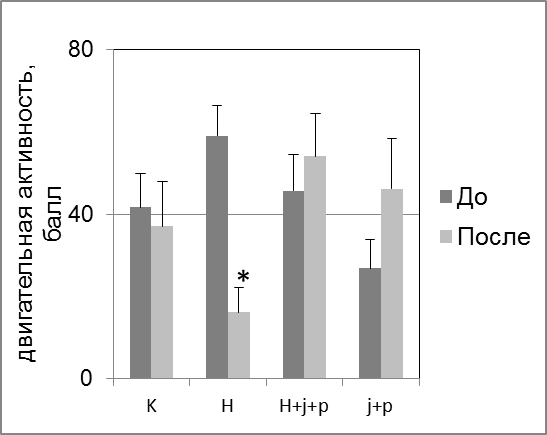 двигательная активность,
балл
80
40
0
*
К
Н
H+j+p
j+p
До
После